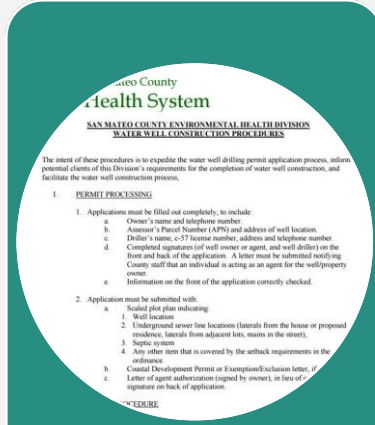 Mateo County
Health System
SAN MATEO COUNTY ENVIRONMENTAL HEALTH DIVISION
WATER WELL CONSTRUCTION PROCEDURES
The intent of these procedures is to expedite the water well drilling permit application process, inform
potential clients of this Division's requirements for the completion of water well construction, and
facilitate the water well construction process,
I. PERMIT PROCESSING
1. Applications must be filled out completely, to include:
a. Owner's name and telephone number.
b. Assessor's Parcel Number (APN) and address of well location.
c. Driller's name, c-57 license number, address and telephone number.
d. Completed signatures (of well owner or agent, and well driller) on the
front and back of the application. A letter must be submitted notifying
County staff that an individual is acting as an agent for the well/property
owner.
e. Information on the front of the application correctly checked.
2. Application must be submitted with:
a. Scaled plot plan indicating:
1. Well location
2. Underground sewer line locations (laterals from the house or proposed
residence, laterals from adjacent lots, mains in the street),
3. Septic system
4. Any other item that is covered by the setback requirements in the
ordinance.
b. Coastal Development Permit or Exemption/Exclusion letter, if
c. Letter of agent authorization (signed by owner), in lieu of
signature on back of application.